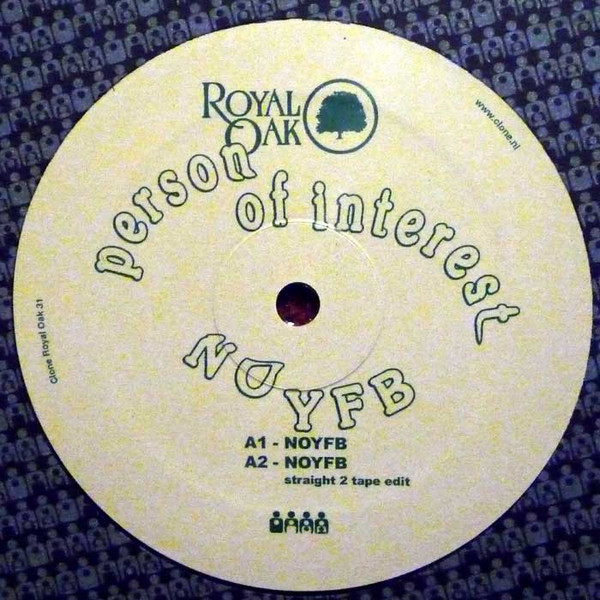 ROYAL
OAK
www.clone.nl
person
of interest
Clone Royal Oak 31
NOYFB
A1 - NOYFB
A2 - NOYFB
straight 2 tape edit